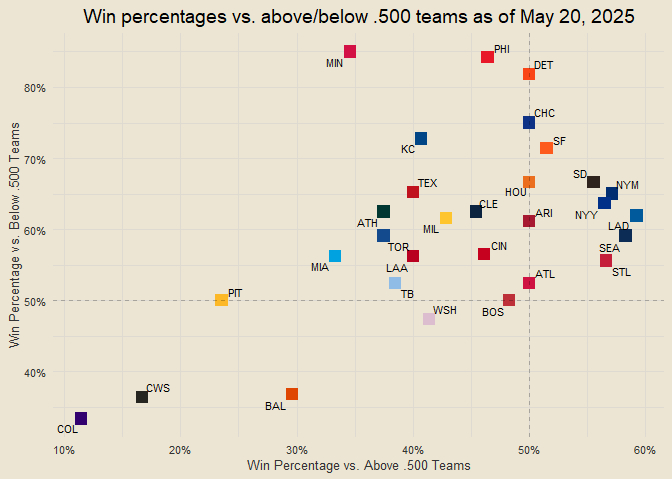 Win percentages vs. above/below .500 teams as of May 20, 2025
MIN
PHI
DET
80%
CHC
KC
SF
70%
TEX
HOU
SD
NYM
ATH
MIL
CLE
ARI
NYY
LAD
60%
TOR
CIN
SEA
MIA
LAA
STL
TB
ATL
PIT
50%
WSH
BOS
40%
CWS
BAL
COL
10%
20%
30%
40%
50%
60%
Win Percentage vs. Above .500 Teams
Win Percentage vs. Below .500 Teams